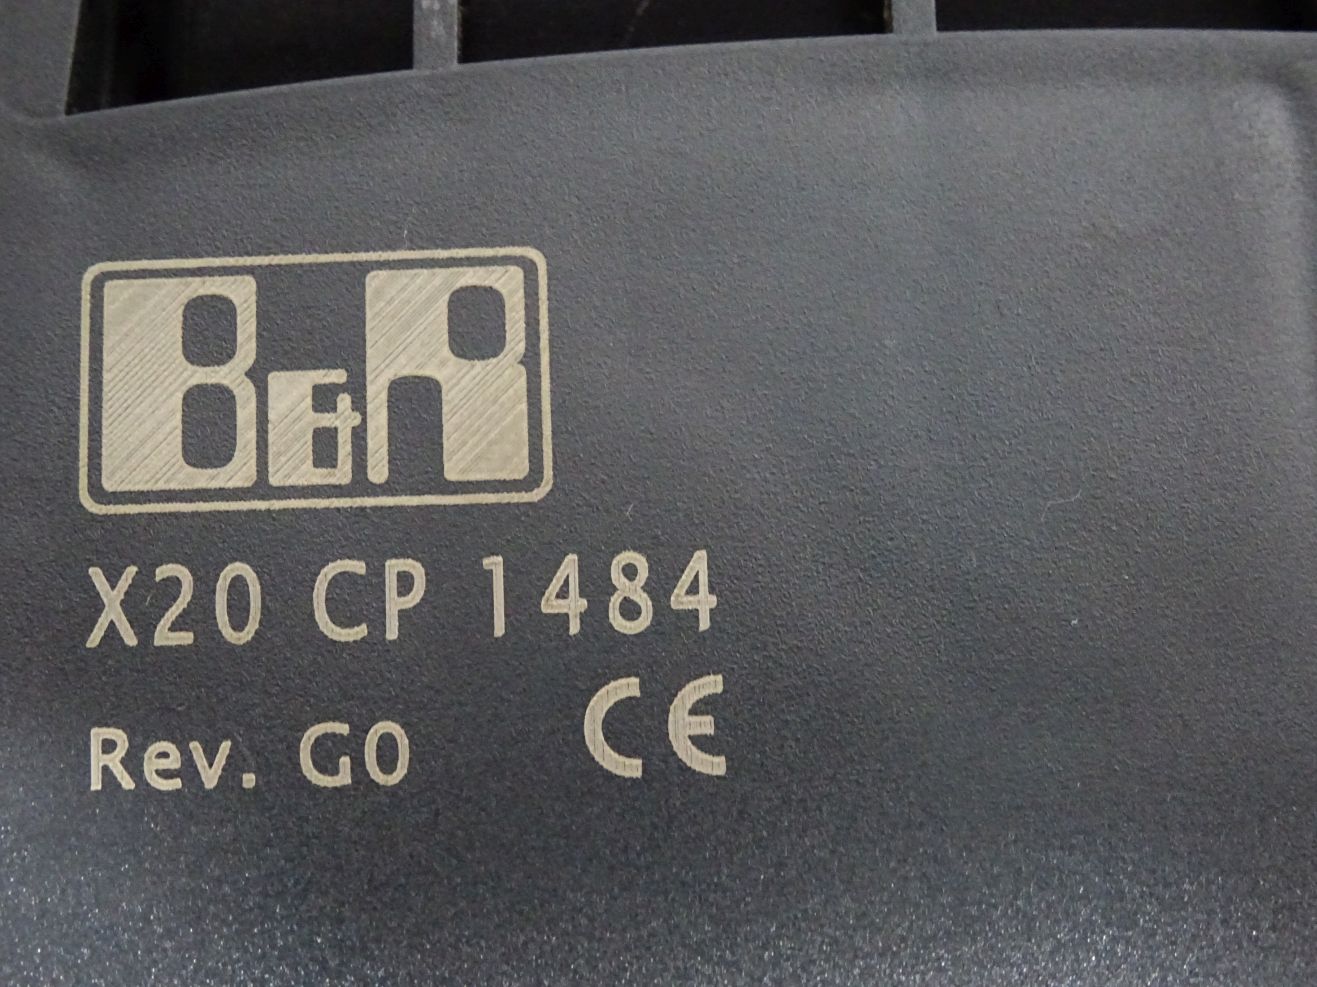 B&R
X20 CP 1484
Rev. G0
CE